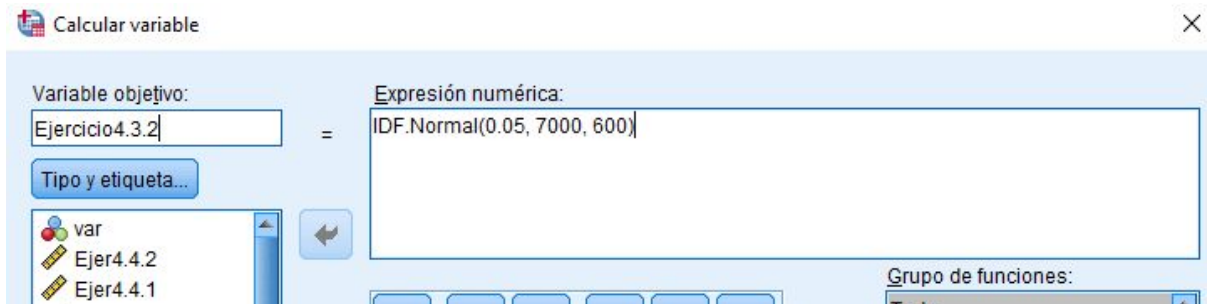 Calcular variable
Variable objetivo:
Expresión numérica:
Ejercicio4.3.2
=
IDF.Normal(0.05, 7000, 600)
Tipo y etiqueta...
var
Ejer4.4.2
Ejer4.4.1
Grupo de funciones: